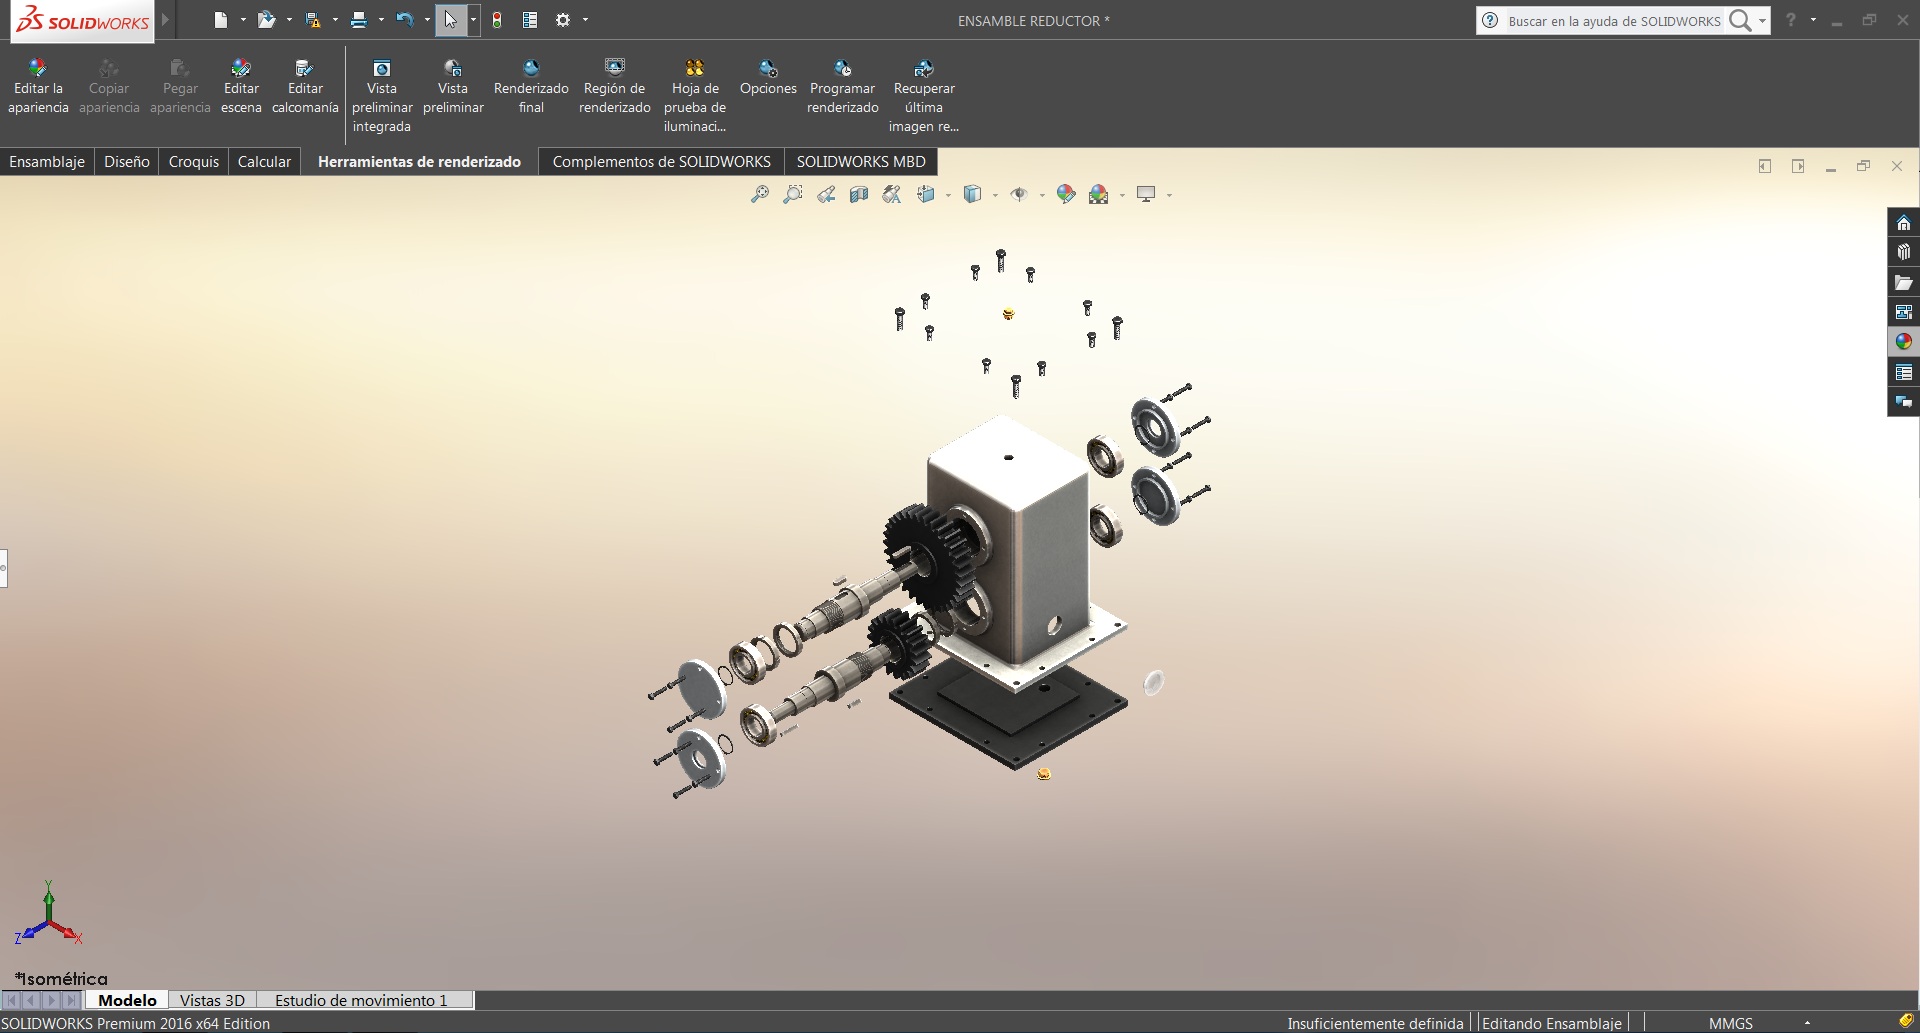 SOLIDWORKS
ENSAMBLE REDUCTOR *
Buscar en la ayuda de SOLIDWORKS
Editar la apariencia
Copiar apariencia
Pegar apariencia
Editar escena
Editar calcomanía
Vista preliminar integrada
Vista preliminar
Renderizado final
Región de renderizado
Hoja de prueba de iluminaci...
Opciones
Programar renderizado
Recuperar última imagen re...
Ensamblaje
Diseño
Croquis
Calcular
Herramientas de renderizado
Complementos de SOLIDWORKS
SOLIDWORKS MBD
Y
Z
X
*Isométrica
Modelo
Vistas 3D
Estudio de movimiento 1
SOLIDWORKS Premium 2016 x64 Edition
Insuficientemente definida
Editando Ensamblaje
MMGS